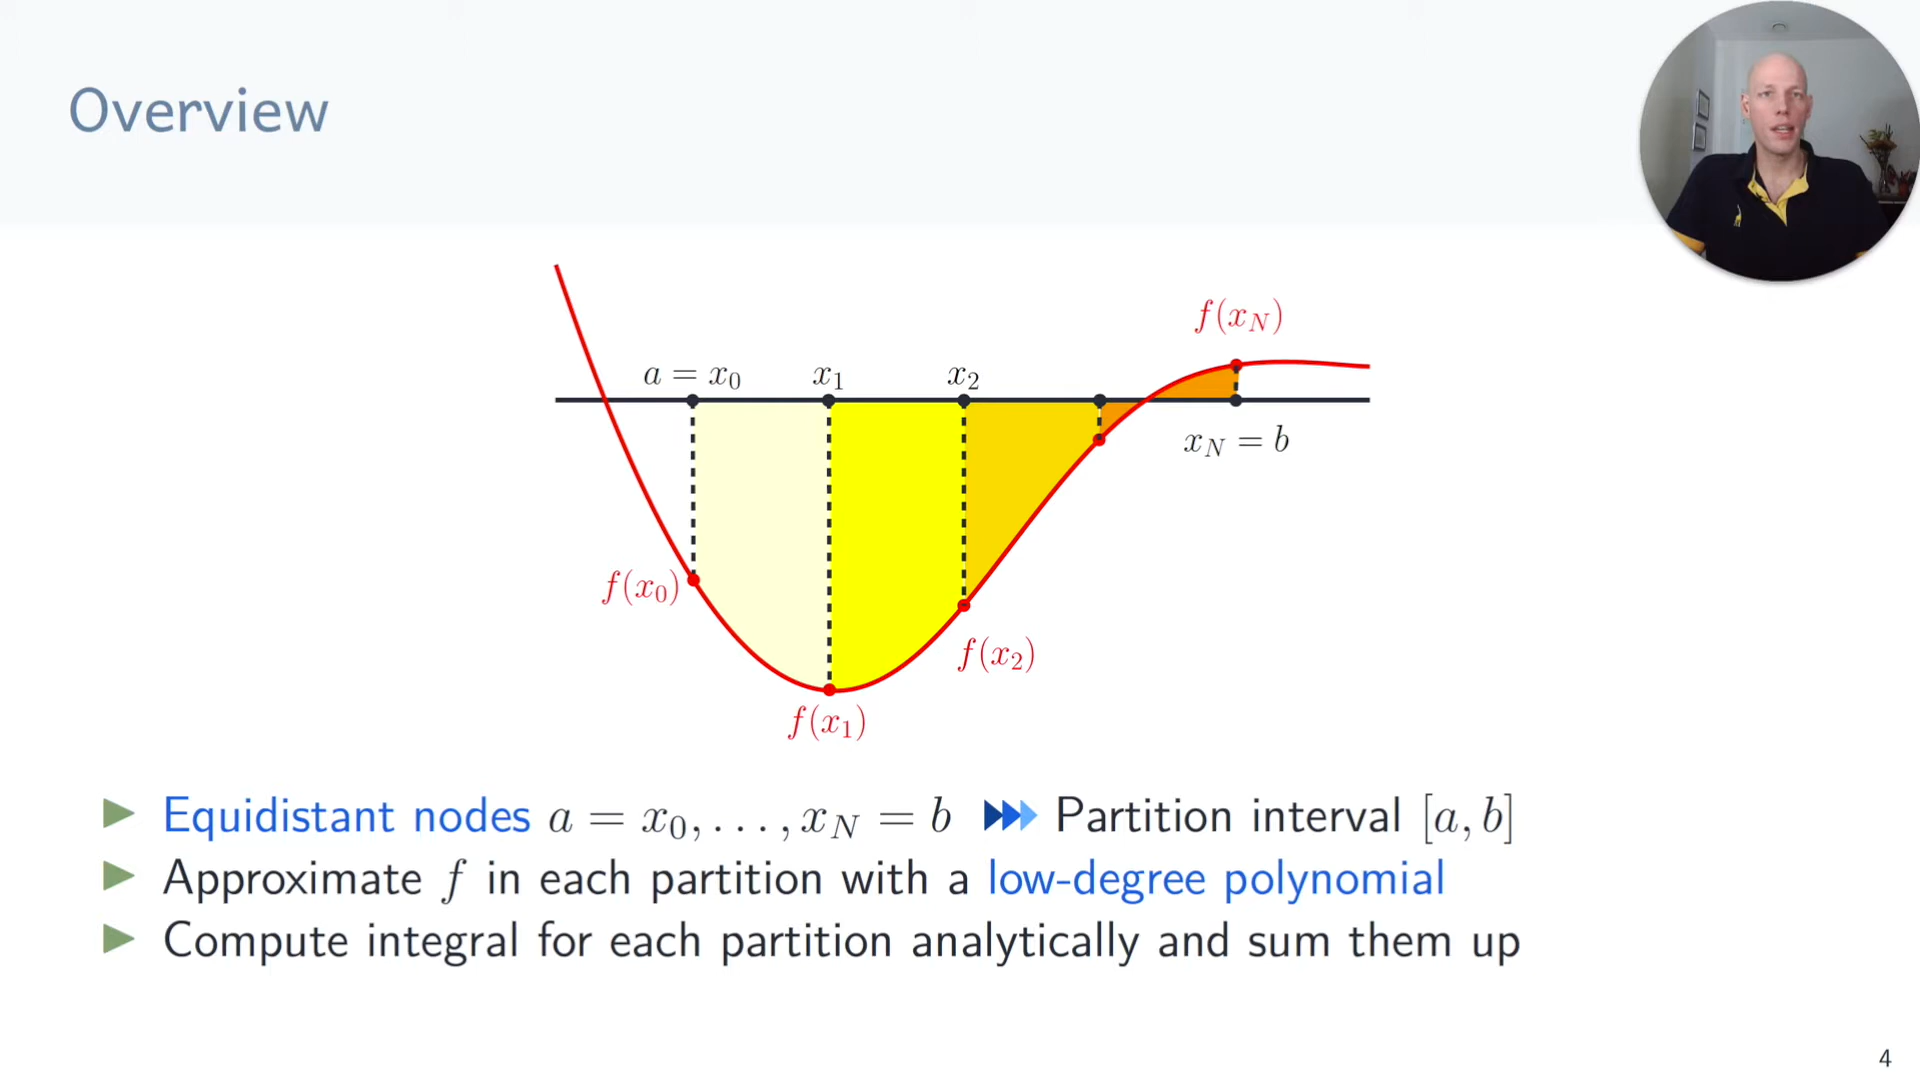 Overview
f(x_N)
a = x_0
x_1
x_2
x_N = b
f(x_0)
f(x_2)
f(x_1)
Equidistant nodes a = x_0, . . . , x_N = b Partition interval [a, b]
Approximate f in each partition with a low-degree polynomial
Compute integral for each partition analytically and sum them up
4